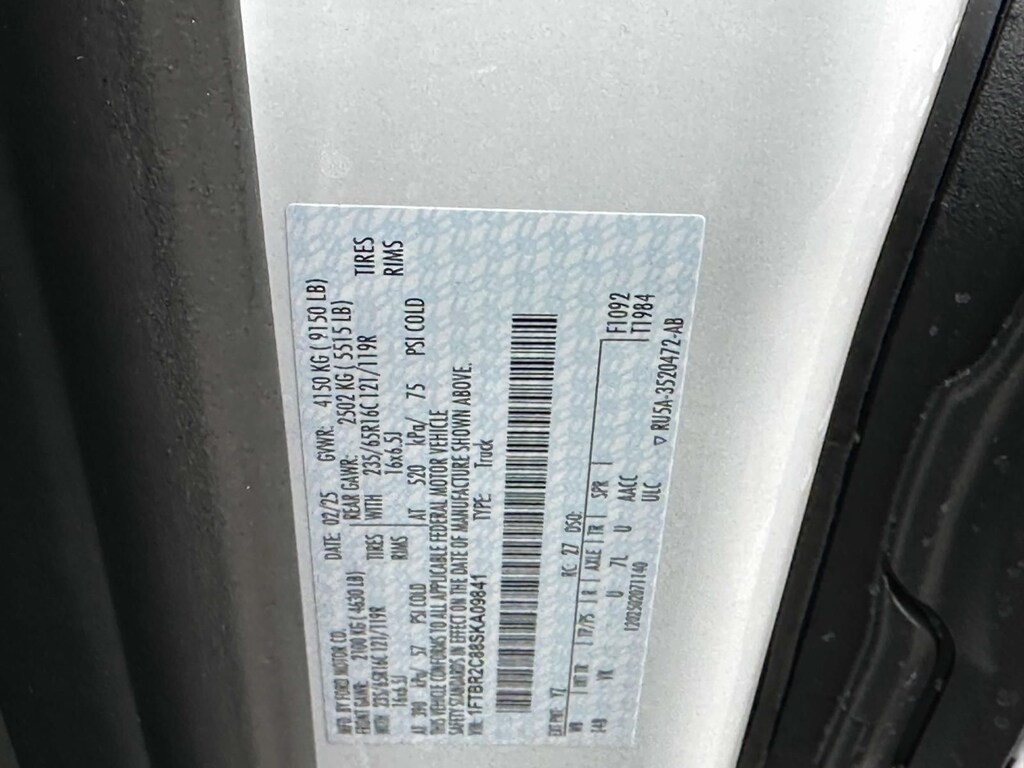 MFD. BY FORD MOTOR CO. DATE: 02/25 GVWR: 4150 KG ( 9150 LB)
FRONT GAWR: 2100 KG ( 4630 LB) REAR GAWR: 2502 KG ( 5515 LB)
WITH 235/65R16C 121/119R TIRES WITH 235/65R16C 121/119R TIRES
16x6.5J RIMS 16x6.5J RIMS
AT 390 kPa/ 57 PSI COLD AT 520 kPa/ 75 PSI COLD
THIS VEHICLE CONFORMS TO ALL APPLICABLE FEDERAL MOTOR VEHICLE
SAFETY STANDARDS IN EFFECT ON THE DATE OF MANUFACTURE SHOWN ABOVE.
VIN: 1FTBR2C88SKA09841 TYPE: Truck
EXT PNT: YZ RC: 27 DSO:
WB INT TR TP/PS R AXLE TR SPR F1092
148 VK U 7L U AACC T1984
1202502071140 ULC
▽ RU5A-3520472-AB